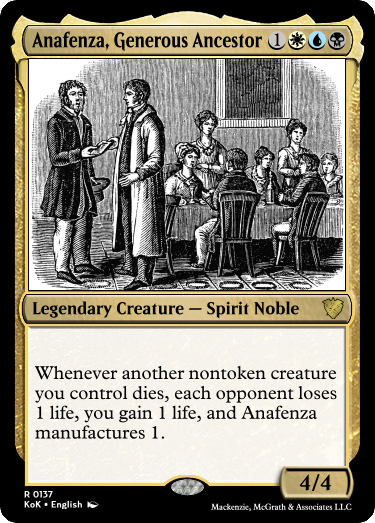 Anafenza, Generous Ancestor 1
Legendary Creature — Spirit Noble
Whenever another nontoken creature
you control dies, each opponent loses
1 life, you gain 1 life, and Anafenza
manufactures 1.
4/4
R 0137
KoK • English
Mackenzie, McGrath & Associates LLC